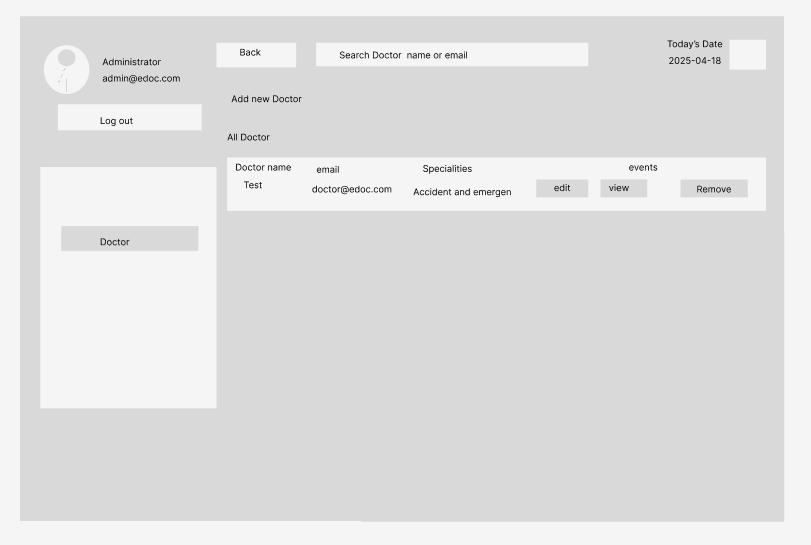 Administrator
admin@edoc.com
Log out
Doctor
Back
Search Doctor name or email
Today's Date
2025-04-18
Add new Doctor
All Doctor
Doctor name email Specialities events
Test doctor@edoc.com Accident and emergen edit view Remove